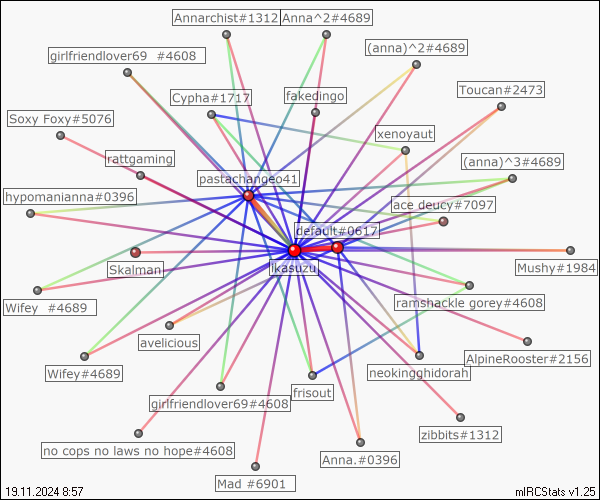 Annarchist#1312
Anna^2#4689
girlfriendlover69 #4608
(anna)^2#4689
Toucan#2473
Cypha#1717
fakedingo
Soxy Foxy#5076
xenoyaut
rattgaming
(anna)^3#4689
pastachangeo41
hypomanianna#0396
ace deucy#7097
default#0617
Skalman
ikasuzu
Mushy#1984
Wifey #4689
ramshackle gorey#4608
avelicious
AlpineRooster#2156
Wifey#4689
neokingghidorah
frisout
girlfriendlover69#4608
zibbits#1312
no cops no laws no hope#4608
Anna.#0396
Mad #6901
19.11.2024 8:57
mIRCStats v1.25